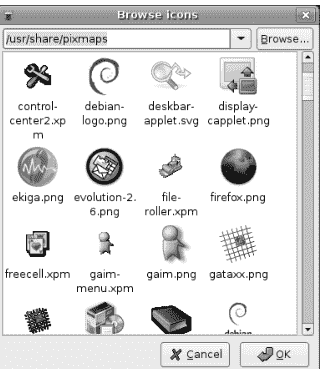 Browse icons
/usr/share/pixmaps
Browse...
control-
center2.xp
m
debian-
logo.png
deskbar-
applet.svg
display-
capplet.png
ekiga.png
evolution-2.
6.png
file-
roller.xpm
firefox.png
freecell.xpm
gaim-
menu.xpm
gaim.png
gataxx.png
debian
Cancel
OK